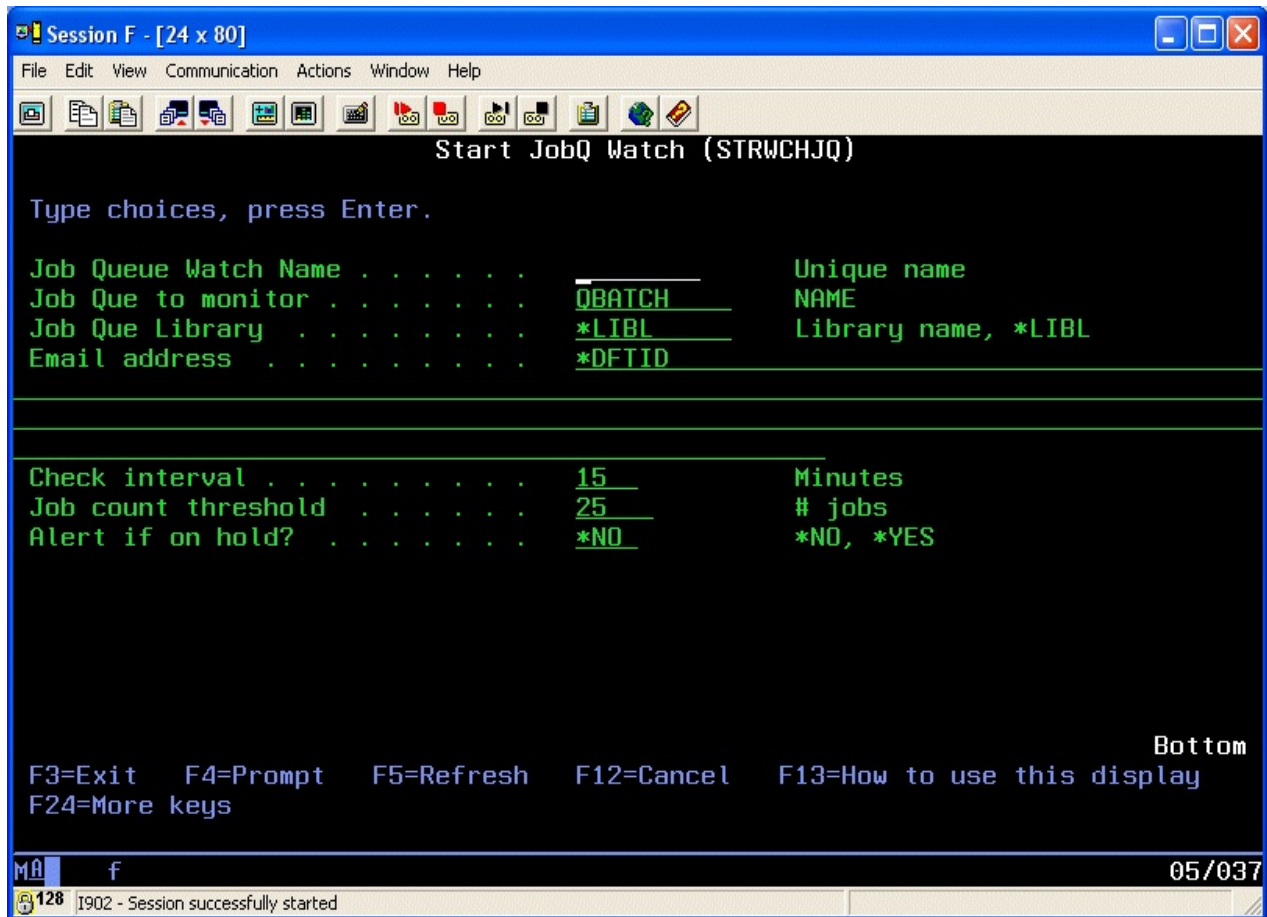 Session F - [24 x 80]
File Edit View Communication Actions Window Help
Start JobQ Watch (STRWCHJQ)
Type choices, press Enter.
Job Queue Watch Name . . . . . . Unique name
Job Que to monitor . . . . . . . QBATCH NAME
Job Que Library . . . . . . . . *LIBL Library name, *LIBL
Email address . . . . . . . . . *DFTID
Check interval . . . . . . . . . 15 Minutes
Job count threshold . . . . . . 25 # jobs
Alert if on hold? . . . . . . . *NO *NO, *YES
Bottom
F3=Exit F4=Prompt F5=Refresh F12=Cancel F13=How to use this display
F24=More keys
MA f 05/037
128 I902 - Session successfully started